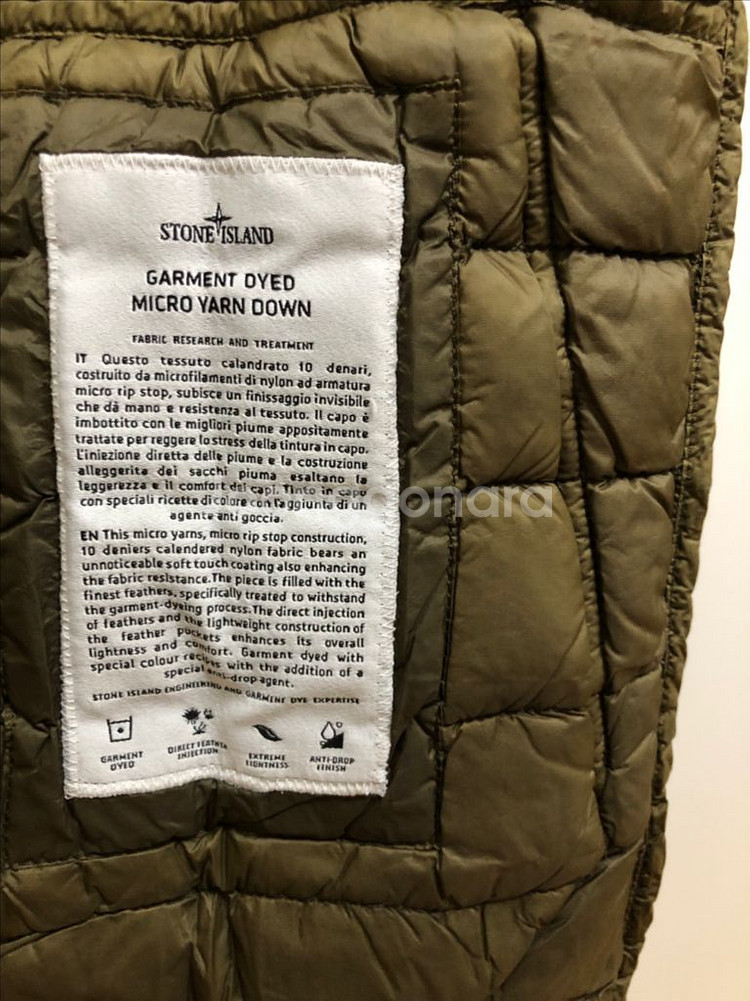 STONE ISLAND
GARMENT DYED
MICRO YARN DOWN
FABRIC RESEARCH AND TREATMENT
IT Questo tessuto calandrato 10 denari,
costruito da microfilamenti di nylon ad armatura
micro rip stop, subisce un finissaggio invisibile
che dà mano e resistenza al tessuto. Il capo è
imbottito con le migliori piume appositamente
trattate per reggere lo stress della tintura in capo.
L'iniezione diretta delle piume e la costruzione
alleggerita dei sacchi piuma esaltano la
leggerezza e il comfort dei capi. Tinto in capo
con speciali ricette di colore con l'aggiunta di un
agente anti goccia.
EN This micro yarns, micro rip stop construction,
10 deniers calendered nylon fabric bears an
unnoticeable soft touch coating also enhancing
the fabric resistance. The piece is filled with the
finest feathers, specifically treated to withstand
the garment-dyeing process. The direct injection
of feathers and the lightweight construction of
the feather pockets enhances its overall
lightness and comfort. Garment dyed with
special colour recipes with the addition of a
special anti-drop agent.
STONE ISLAND ENGINEERING AND GARMENT DYE EXPERTISE
GARMENT DYED
DIRECT FEATHER INJECTION
EXTREME LIGHTNESS
ANTI-DROP FINISH